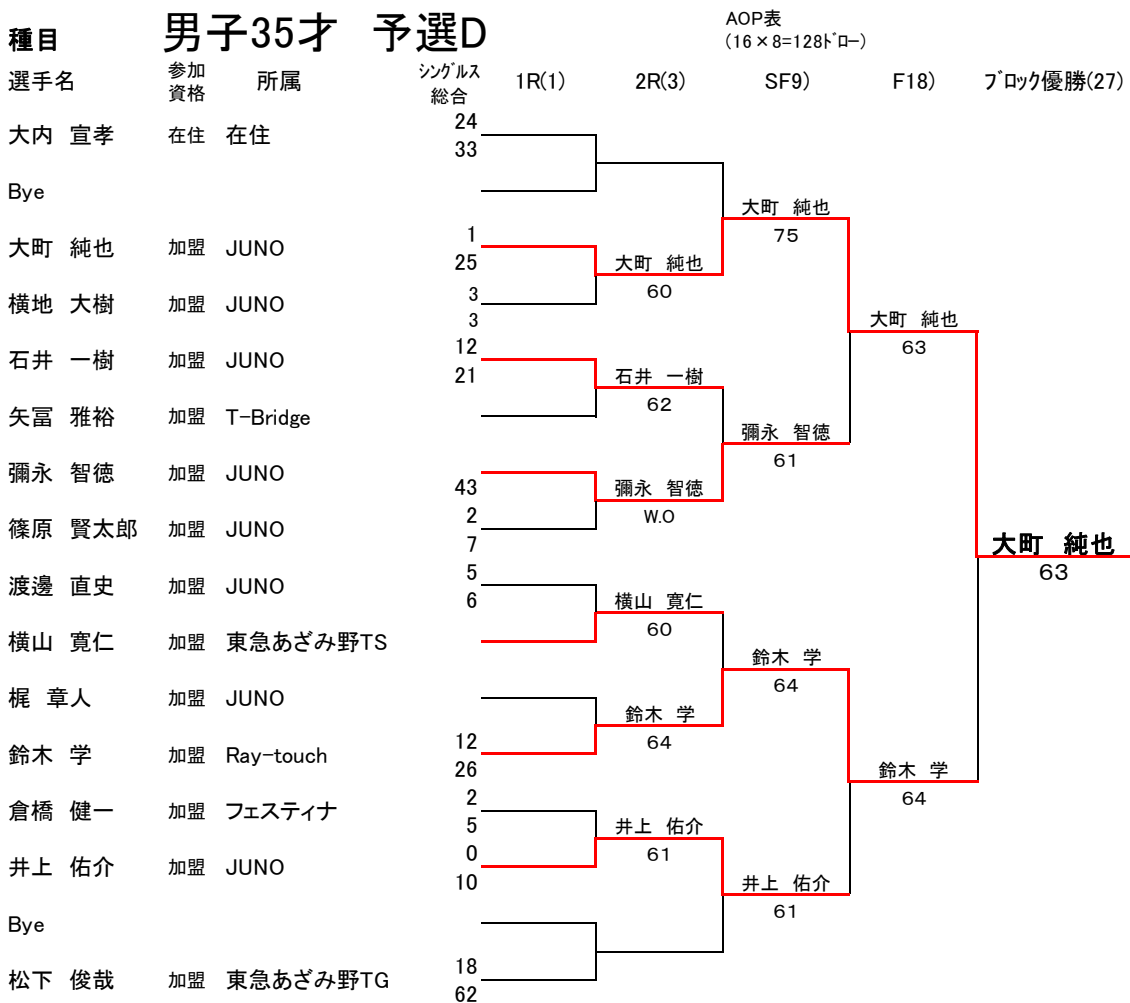 種目 男子35才 予選D AOP表
(16×8=128ﾄﾞﾛｰ)
選手名 参加資格 所属 シングルス総合 1R(1) 2R(3) SF9) F18) ブロック優勝(27)
大内 宣孝 在住 在住 24 33
Bye
大町 純也 75
大町 純也 加盟 JUNO 1 25
大町 純也 60
横地 大樹 加盟 JUNO 3 3
大町 純也 63
石井 一樹 加盟 JUNO 12 21
石井 一樹 62
矢冨 雅裕 加盟 T-Bridge
彌永 智徳 61
彌永 智徳 加盟 JUNO 43
彌永 智徳 W.O
篠原 賢太郎 加盟 JUNO 2 7
大町 純也 63
渡邊 直史 加盟 JUNO 5 6
横山 寛仁 60
横山 寛仁 加盟 東急あざみ野TS
鈴木 学 64
梶 章人 加盟 JUNO
鈴木 学 64
鈴木 学 加盟 Ray-touch 12 26
鈴木 学 64
倉橋 健一 加盟 フェスティナ 2 5
井上 佑介 61
井上 佑介 加盟 JUNO 0 10
井上 佑介 61
Bye
松下 俊哉 加盟 東急あざみ野TG 18 62